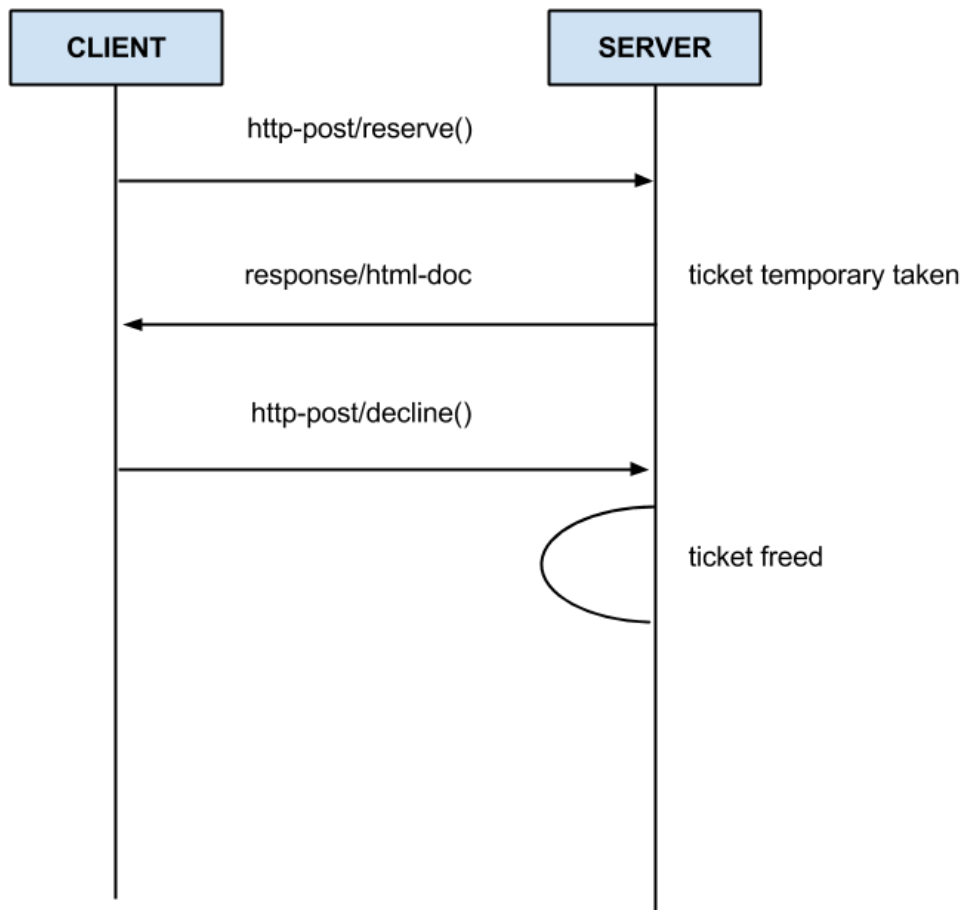 CLIENT
SERVER
http-post/reserve()
response/html-doc
ticket temporary taken
http-post/decline()
ticket freed